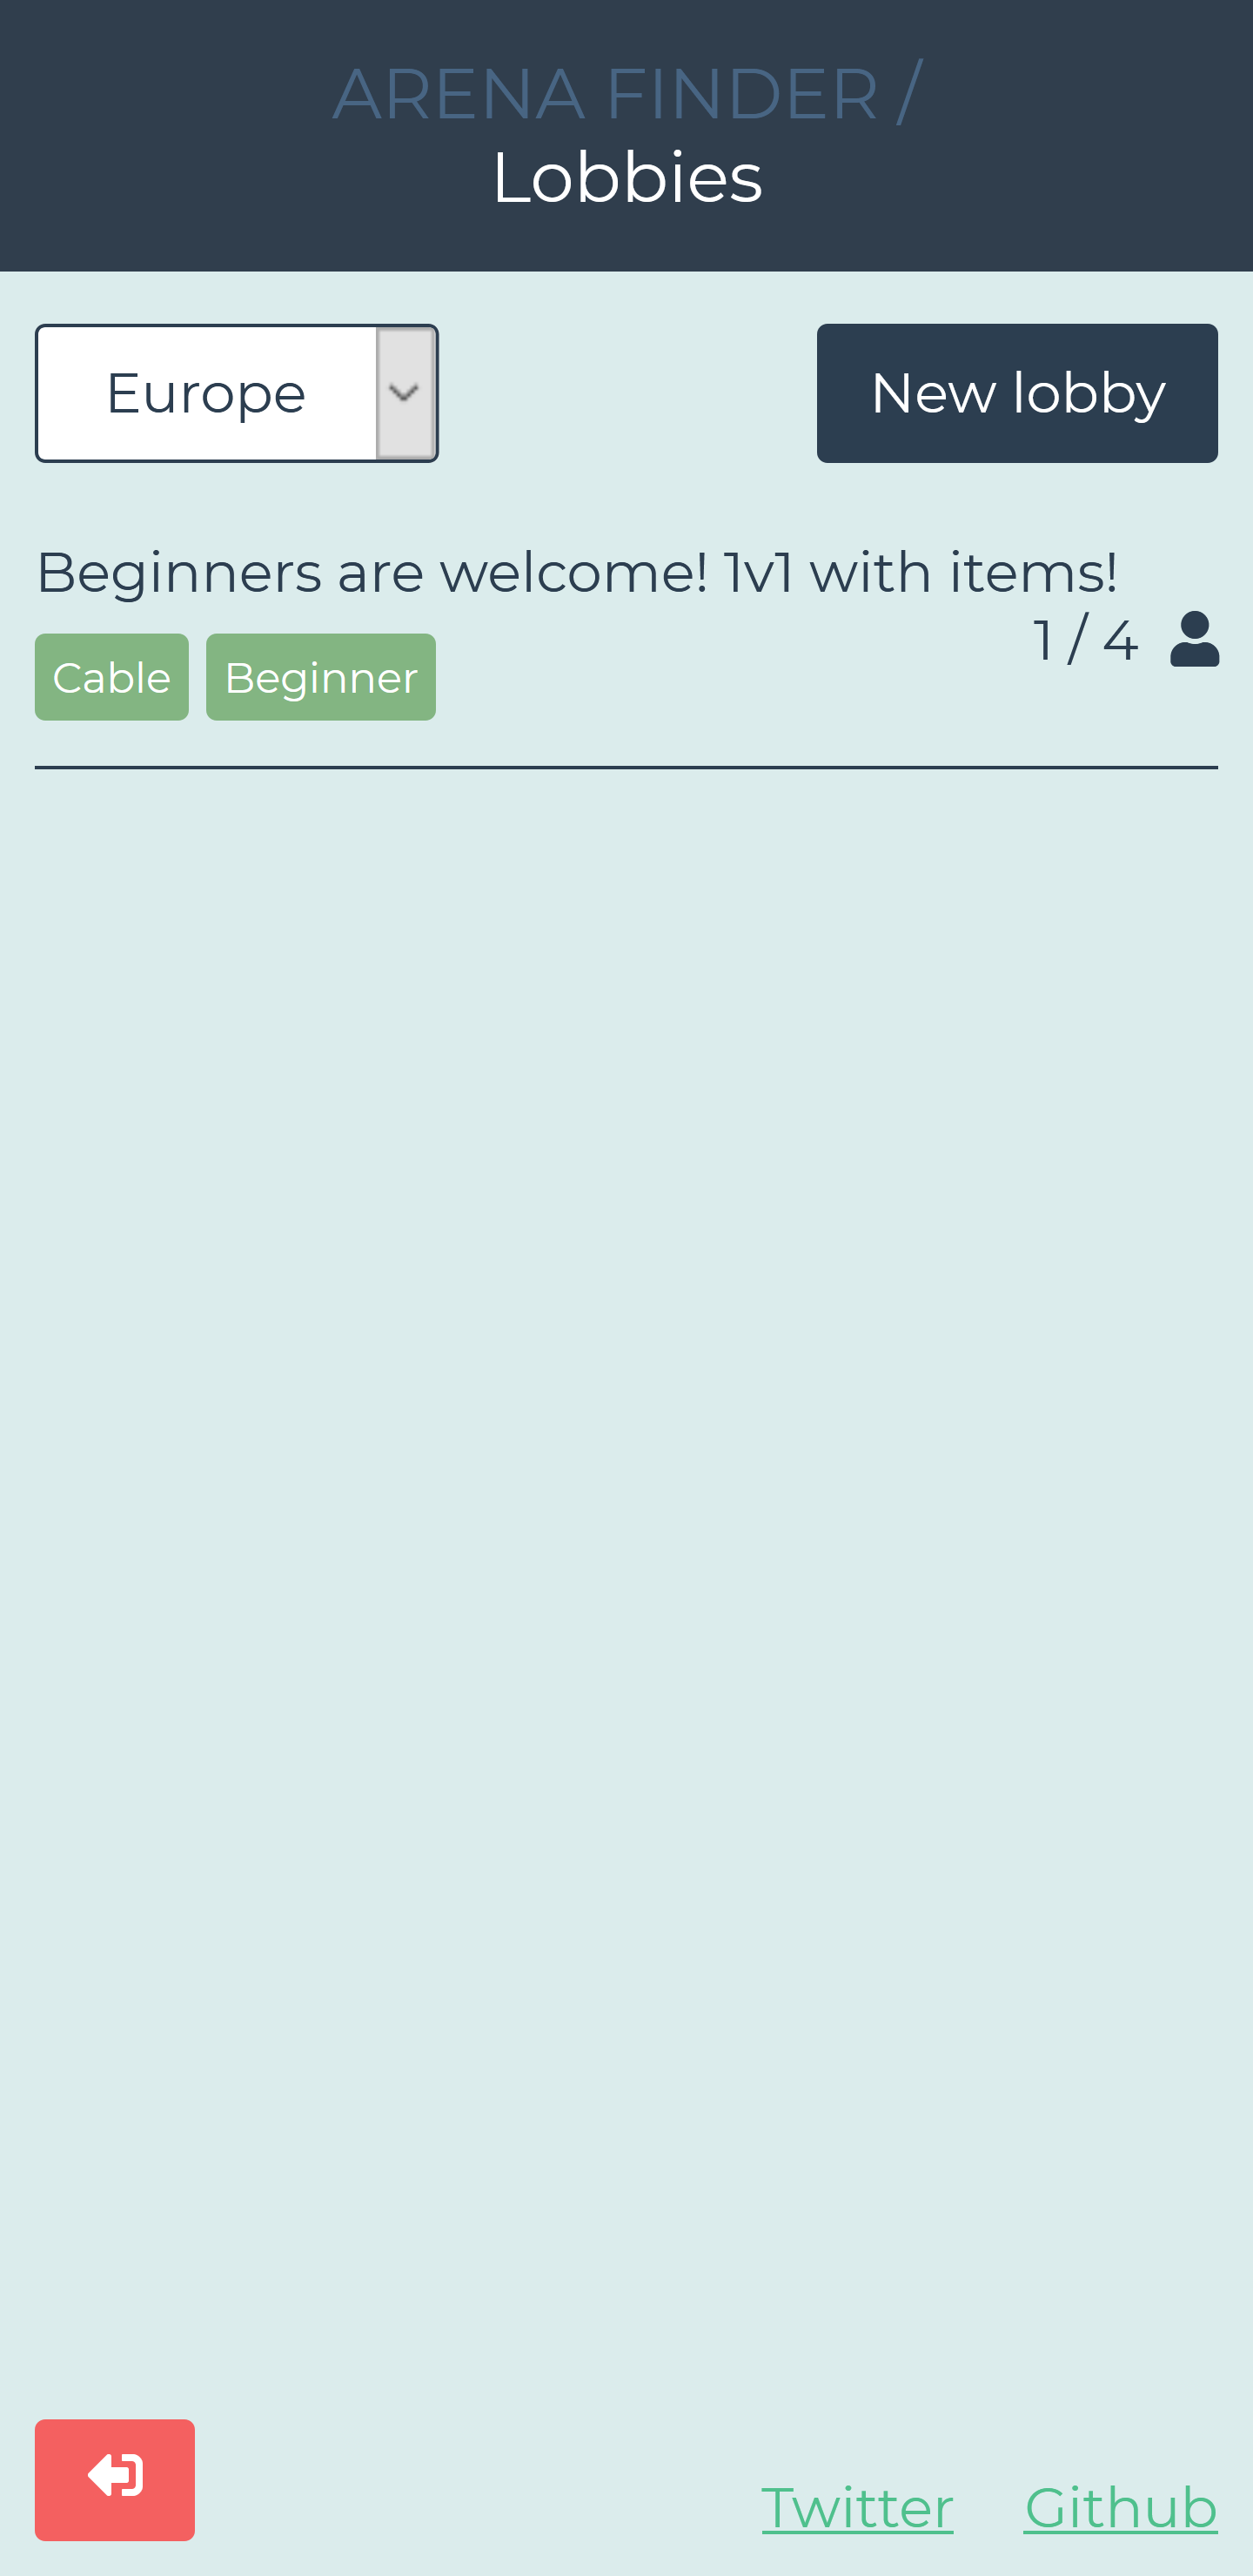 ARENA FINDER /
Lobbies
Europe
New lobby
Beginners are welcome! 1v1 with items!
1 / 4
Cable Beginner
Twitter Github